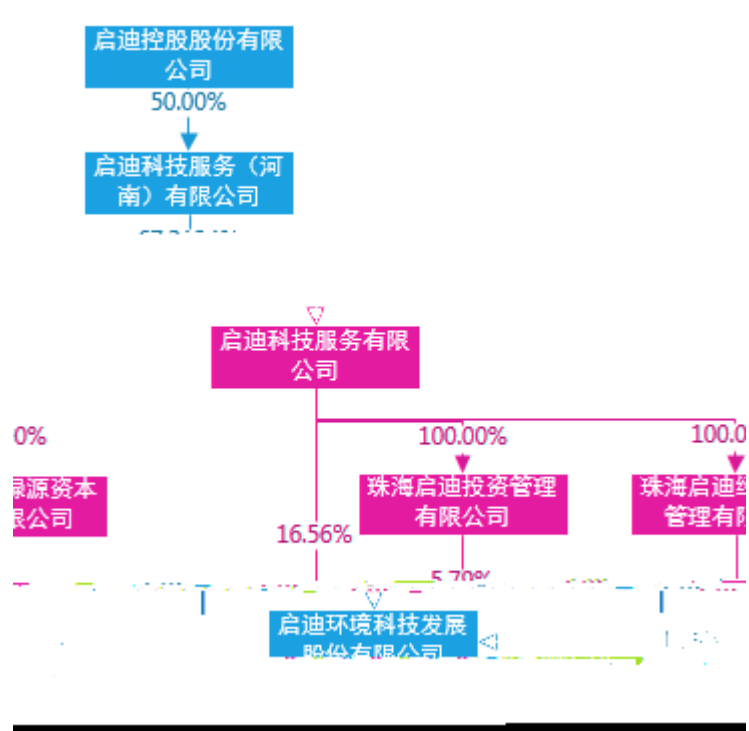 启迪控股股份有限
公司
50.00%
启迪科技服务（河
南）有限公司
启迪科技服务有限
公司
0%
100.00%
100.0
源资本
公司
珠海启迪投资管理
有限公司
珠海启迪
管理有
16.56%
5.79%
启迪环境科技发展
股份有限公司